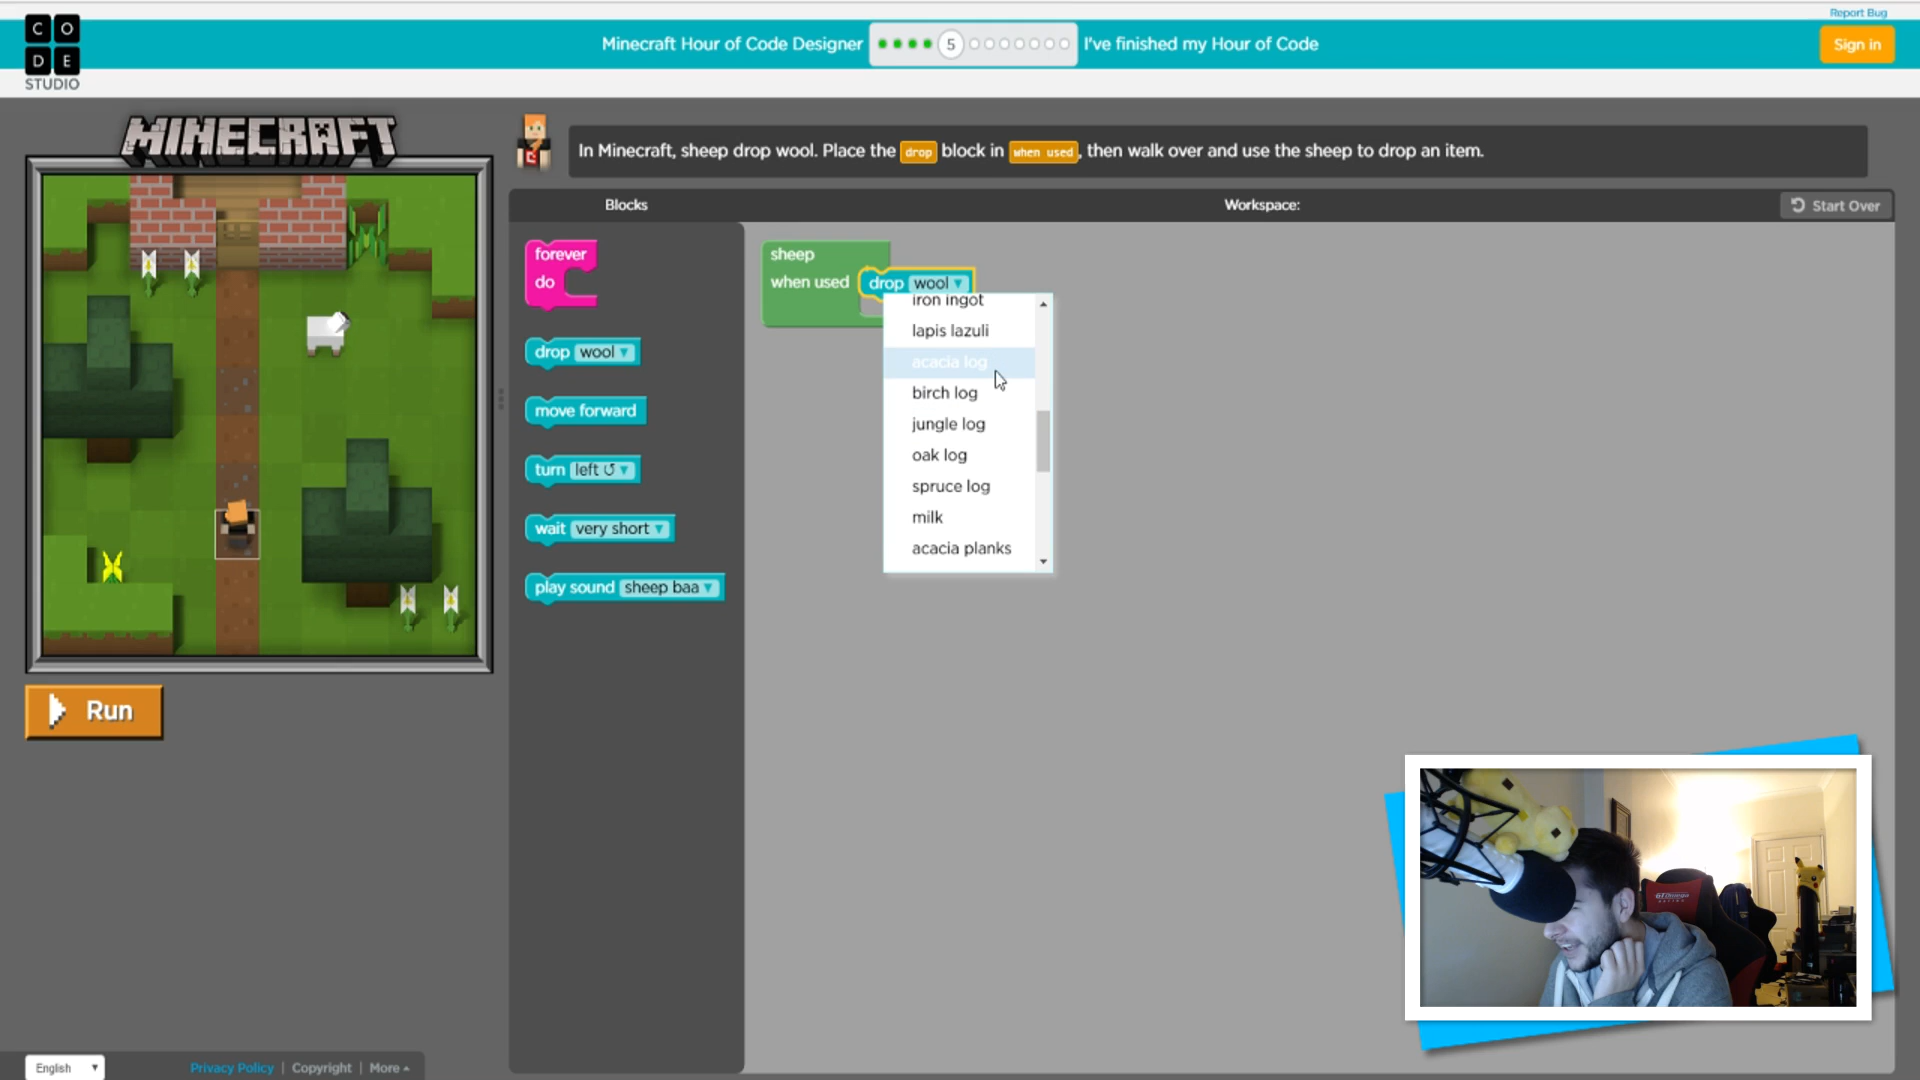 Report Bug
C O
D E
STUDIO
Minecraft Hour of Code Designer
5
I've finished my Hour of Code
Sign in
MINECRAFT
In Minecraft, sheep drop wool. Place the drop block in when used, then walk over and use the sheep to drop an item.
Blocks
Workspace:
Start Over
forever
do
drop wool
move forward
turn left
wait very short
play sound sheep baa
sheep
when used drop wool
iron ingot
lapis lazuli
acacia log
birch log
jungle log
oak log
spruce log
milk
acacia planks
Run
English
Privacy Policy | Copyright | More